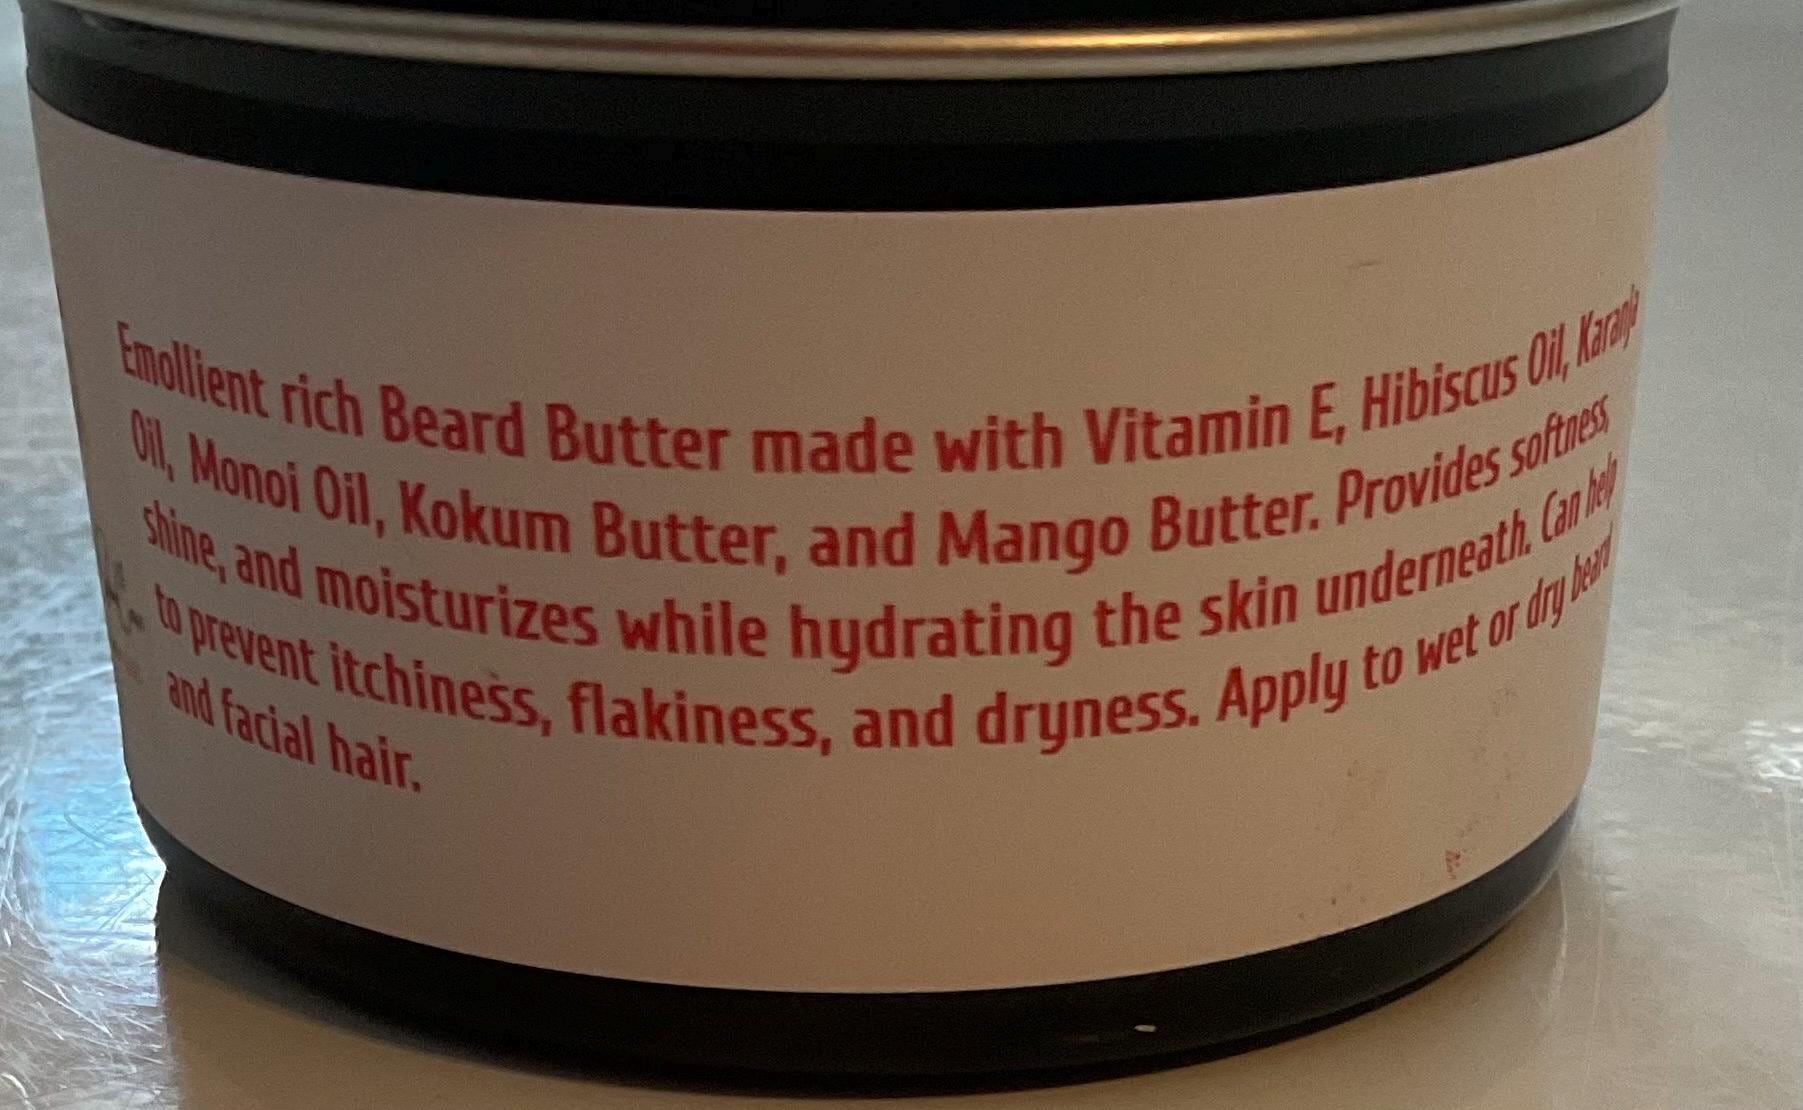 Emollient rich Beard Butter made with Vitamin E, Hibiscus Oil, Karanja
Oil, Monoi Oil, Kokum Butter, and Mango Butter. Provides softness,
shine, and moisturizes while hydrating the skin underneath. Can help
to prevent itchiness, flakiness, and dryness. Apply to wet or dry beard
and facial hair.